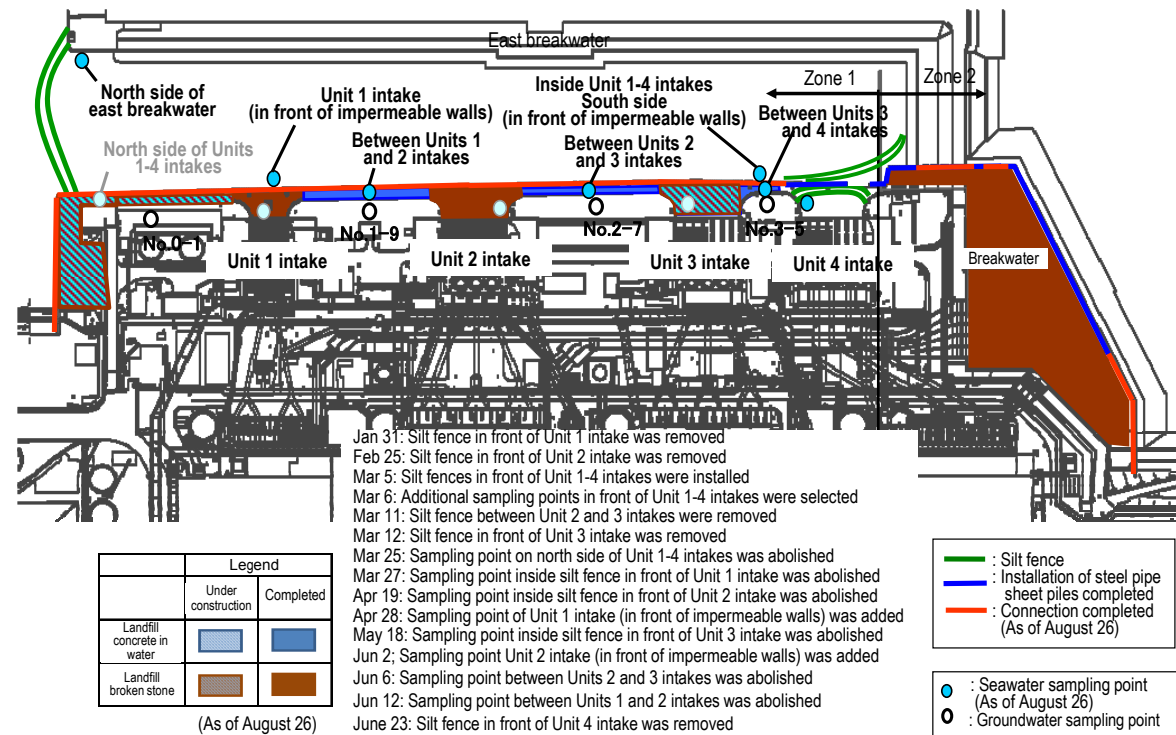 East breakwater
North side of
east breakwater
Unit 1 intake
(in front of impermeable walls)
Inside Unit 1-4 intakes
South side
(in front of impermeable walls)
Zone 1
Zone 2
Between Units 3
and 4 intakes
North side of Units
1-4 intakes
Between Units 1
and 2 intakes
Between Units 2
and 3 intakes
No.0-1
No.1-9
No.2-7
No.3-5
Unit 1 intake
Unit 2 intake
Unit 3 intake
Unit 4 intake
Breakwater
Jan 31: Silt fence in front of Unit 1 intake was removed
Feb 25: Silt fence in front of Unit 2 intake was removed
Mar 5: Silt fences in front of Unit 1-4 intakes were installed
Mar 6: Additional sampling points in front of Unit 1-4 intakes were selected
Mar 11: Silt fence between Unit 2 and 3 intakes were removed
Mar 12: Silt fence in front of Unit 3 intake was removed
Mar 25: Sampling point on north side of Unit 1-4 intakes was abolished
Mar 27: Sampling point inside silt fence in front of Unit 1 intake was abolished
Apr 19: Sampling point inside silt fence in front of Unit 2 intake was abolished
Apr 28: Sampling point of Unit 1 intake (in front of impermeable walls) was added
May 18: Sampling point inside silt fence in front of Unit 3 intake was abolished
Jun 2; Sampling point Unit 2 intake (in front of impermeable walls) was added
Jun 6: Sampling point between Units 2 and 3 intakes was abolished
Jun 12: Sampling point between Units 1 and 2 intakes was abolished
June 23: Silt fence in front of Unit 4 intake was removed
Legend
Under
construction
Completed
Landfill
concrete in
water
Landfill
broken stone
(As of August 26)
: Silt fence
: Installation of steel pipe
sheet piles completed
: Connection completed
(As of August 26)
: Seawater sampling point
(As of August 26)
: Groundwater sampling point